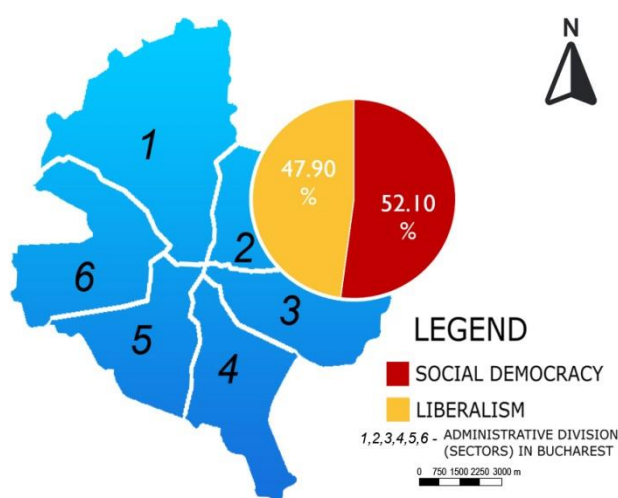 N
1
47.90
%
52.10
%
2
6
3
5
4
LEGEND
SOCIAL DEMOCRACY
LIBERALISM
1,2,3,4,5,6 - ADMINISTRATIVE DIVISION
(SECTORS) IN BUCHAREST
0 750 1500 2250 3000 m